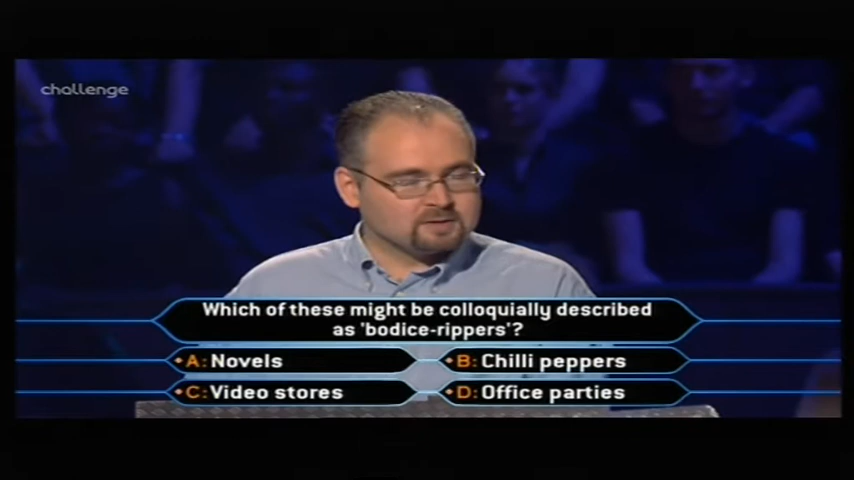 challenge
Which of these might be colloquially described
as 'bodice-rippers'?
A: Novels
B: Chilli peppers
C: Video stores
D: Office parties